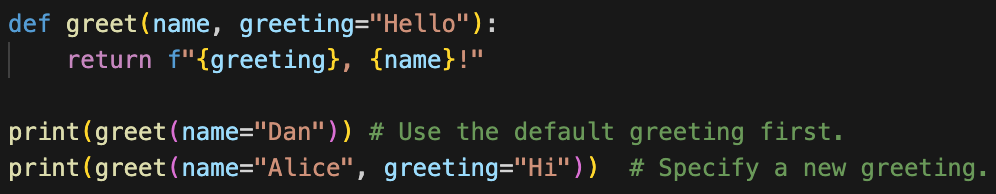 def greet(name, greeting="Hello"):
    return f"{greeting}, {name}!"

print(greet(name="Dan")) # Use the default greeting first.
print(greet(name="Alice", greeting="Hi"))  # Specify a new greeting.